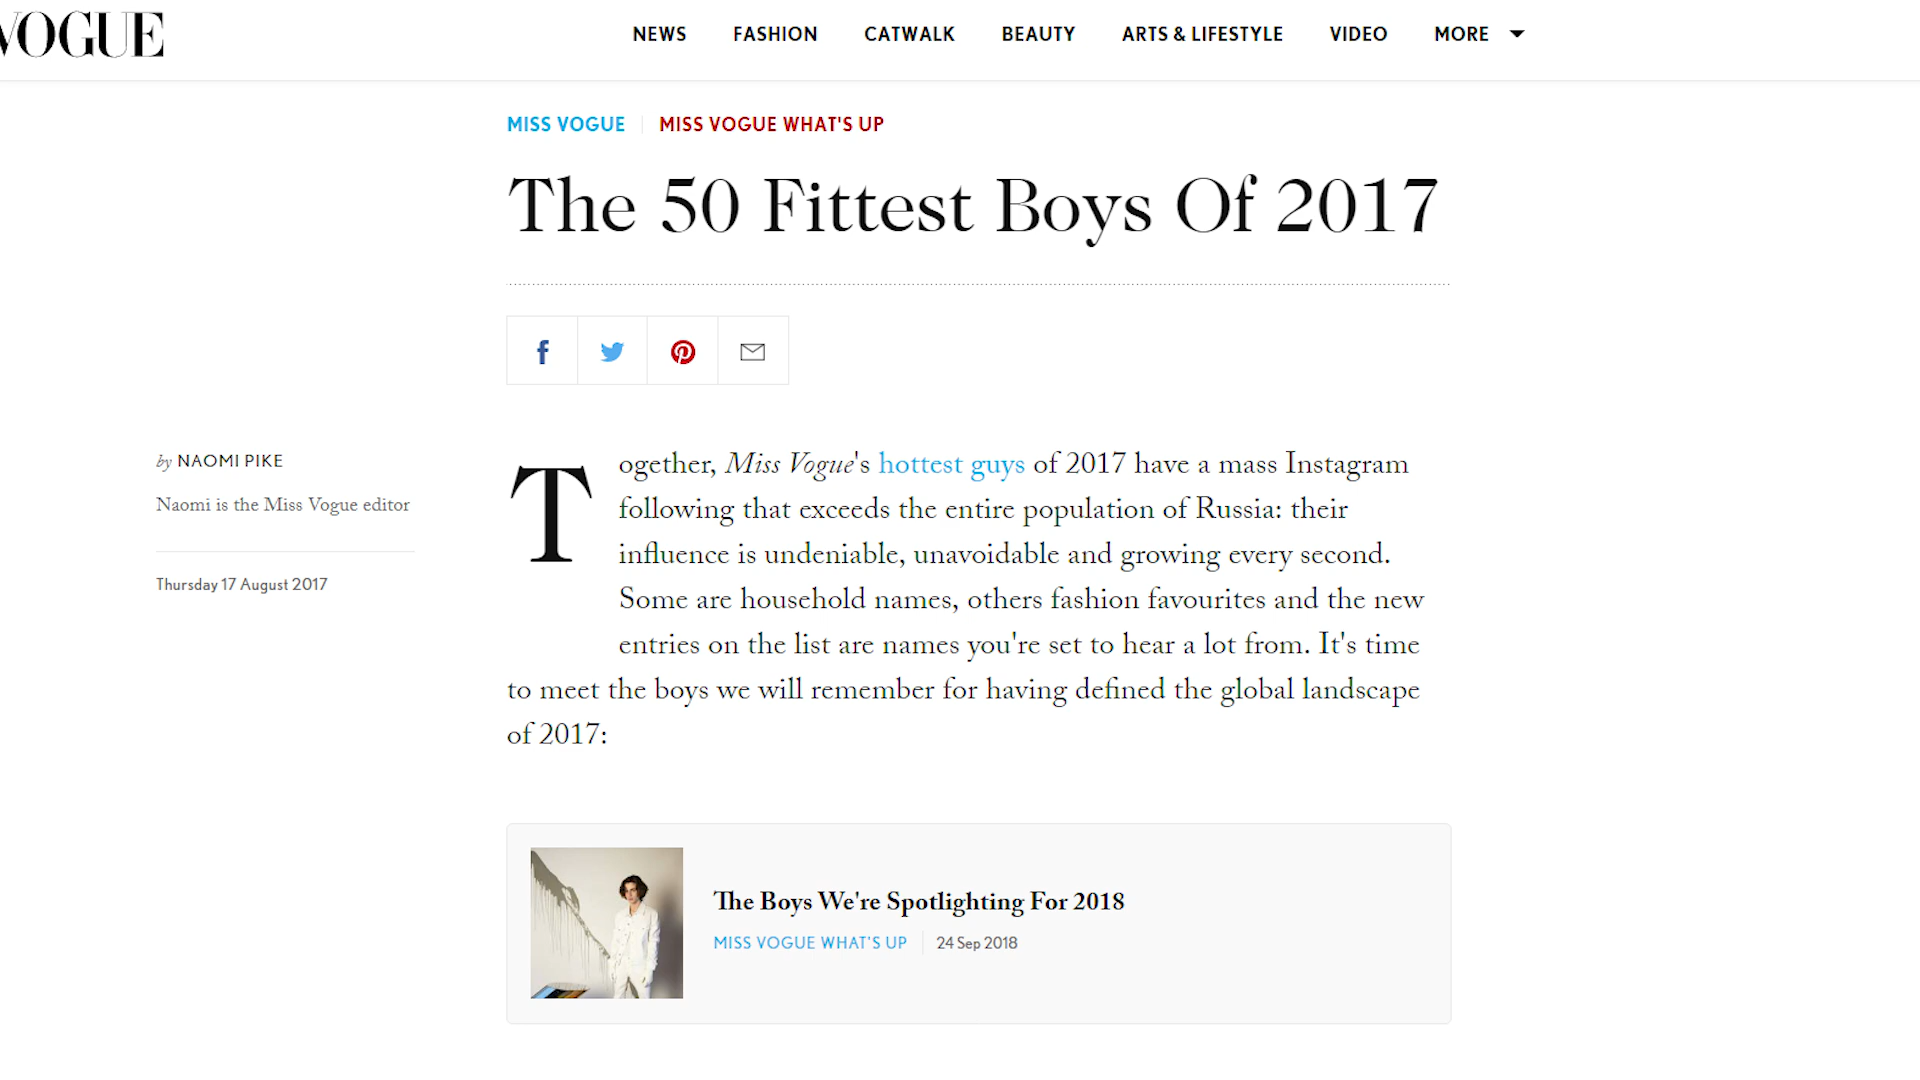 VOGUE
NEWS FASHION CATWALK BEAUTY ARTS & LIFESTYLE VIDEO MORE
MISS VOGUE MISS VOGUE WHAT'S UP
The 50 Fittest Boys Of 2017
by NAOMI PIKE
Naomi is the Miss Vogue editor
Thursday 17 August 2017
Together, Miss Vogue's hottest guys of 2017 have a mass Instagram
following that exceeds the entire population of Russia: their
influence is undeniable, unavoidable and growing every second.
Some are household names, others fashion favourites and the new
entries on the list are names you're set to hear a lot from. It's time
to meet the boys we will remember for having defined the global landscape
of 2017:
The Boys We're Spotlighting For 2018
MISS VOGUE WHAT'S UP 24 Sep 2018